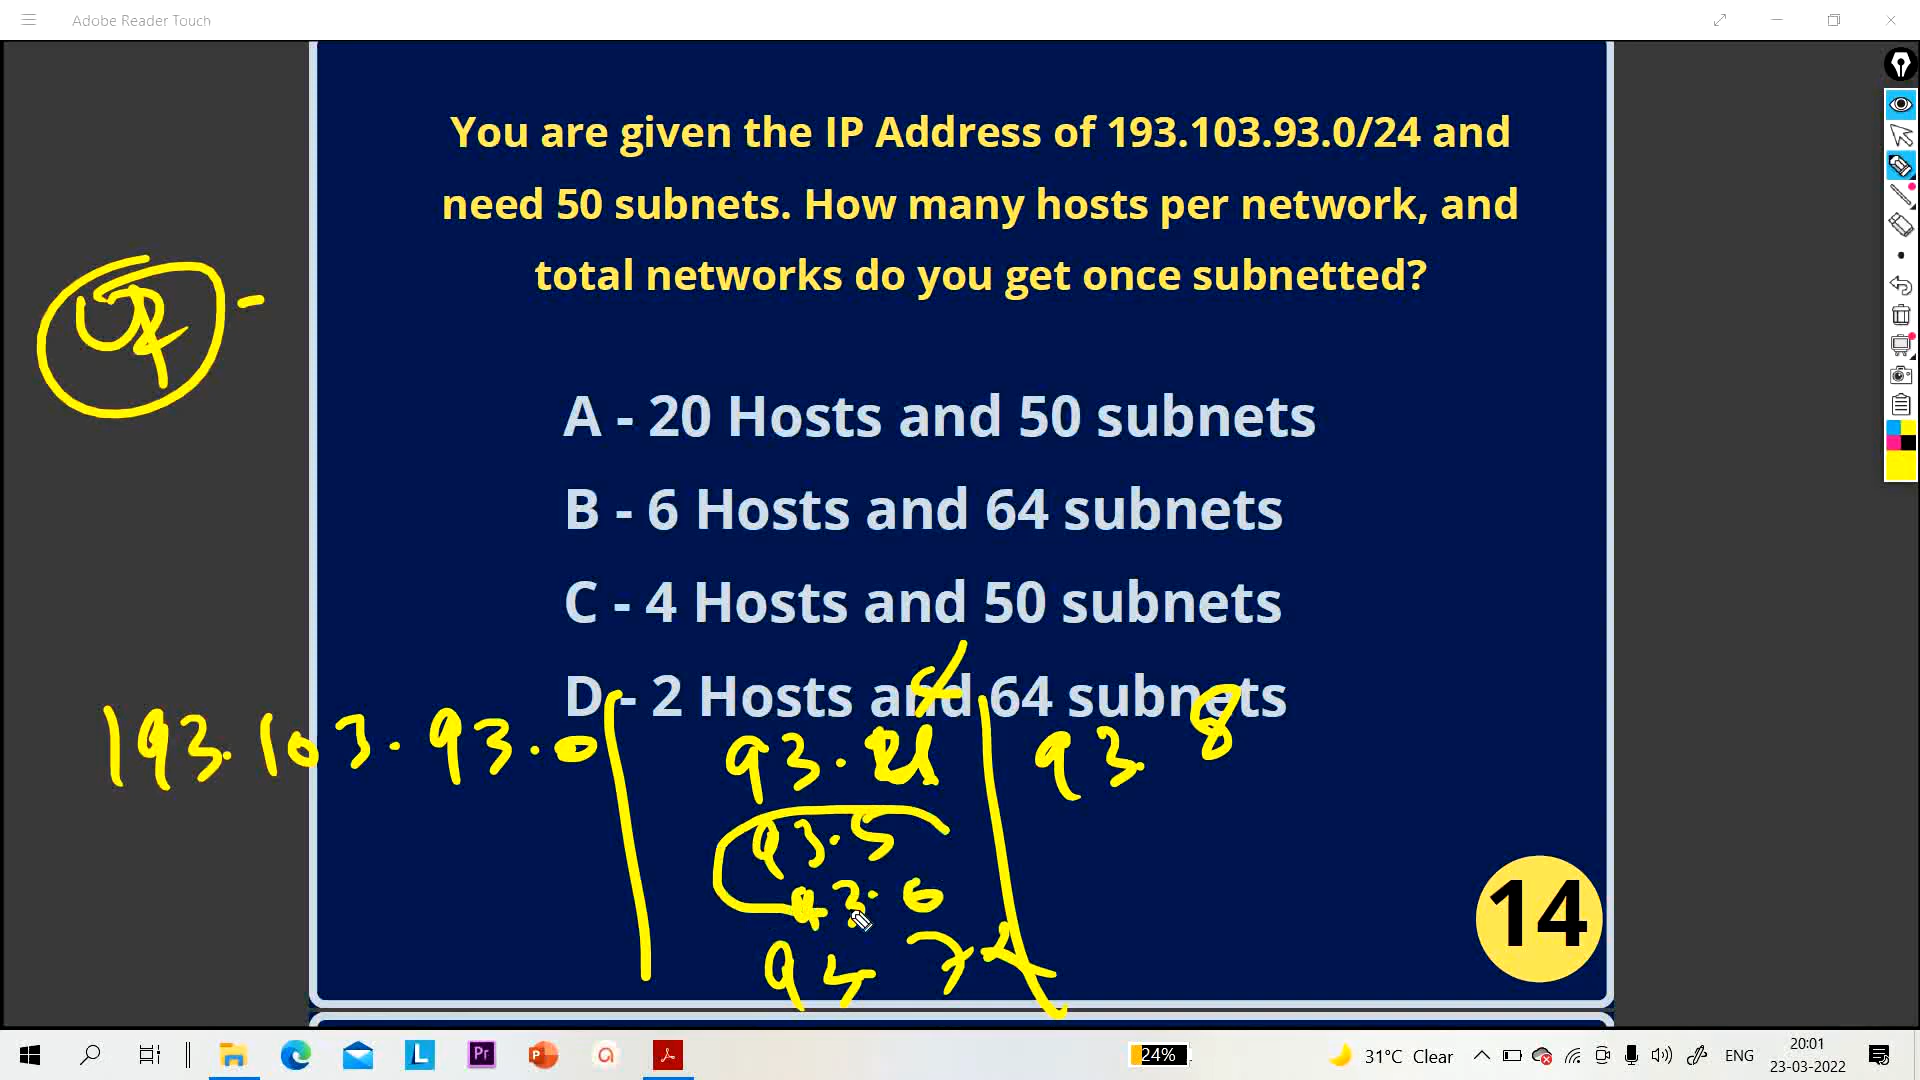 Adobe Reader Touch
You are given the IP Address of 193.103.93.0/24 and
need 50 subnets. How many hosts per network, and
total networks do you get once subnetted?
A - 20 Hosts and 50 subnets
B - 6 Hosts and 64 subnets
C - 4 Hosts and 50 subnets
D - 2 Hosts and 64 subnets
193.103.93.0
93.8
93.5
93.6
14
24%
31°C Clear
ENG
20:01
23-03-2022